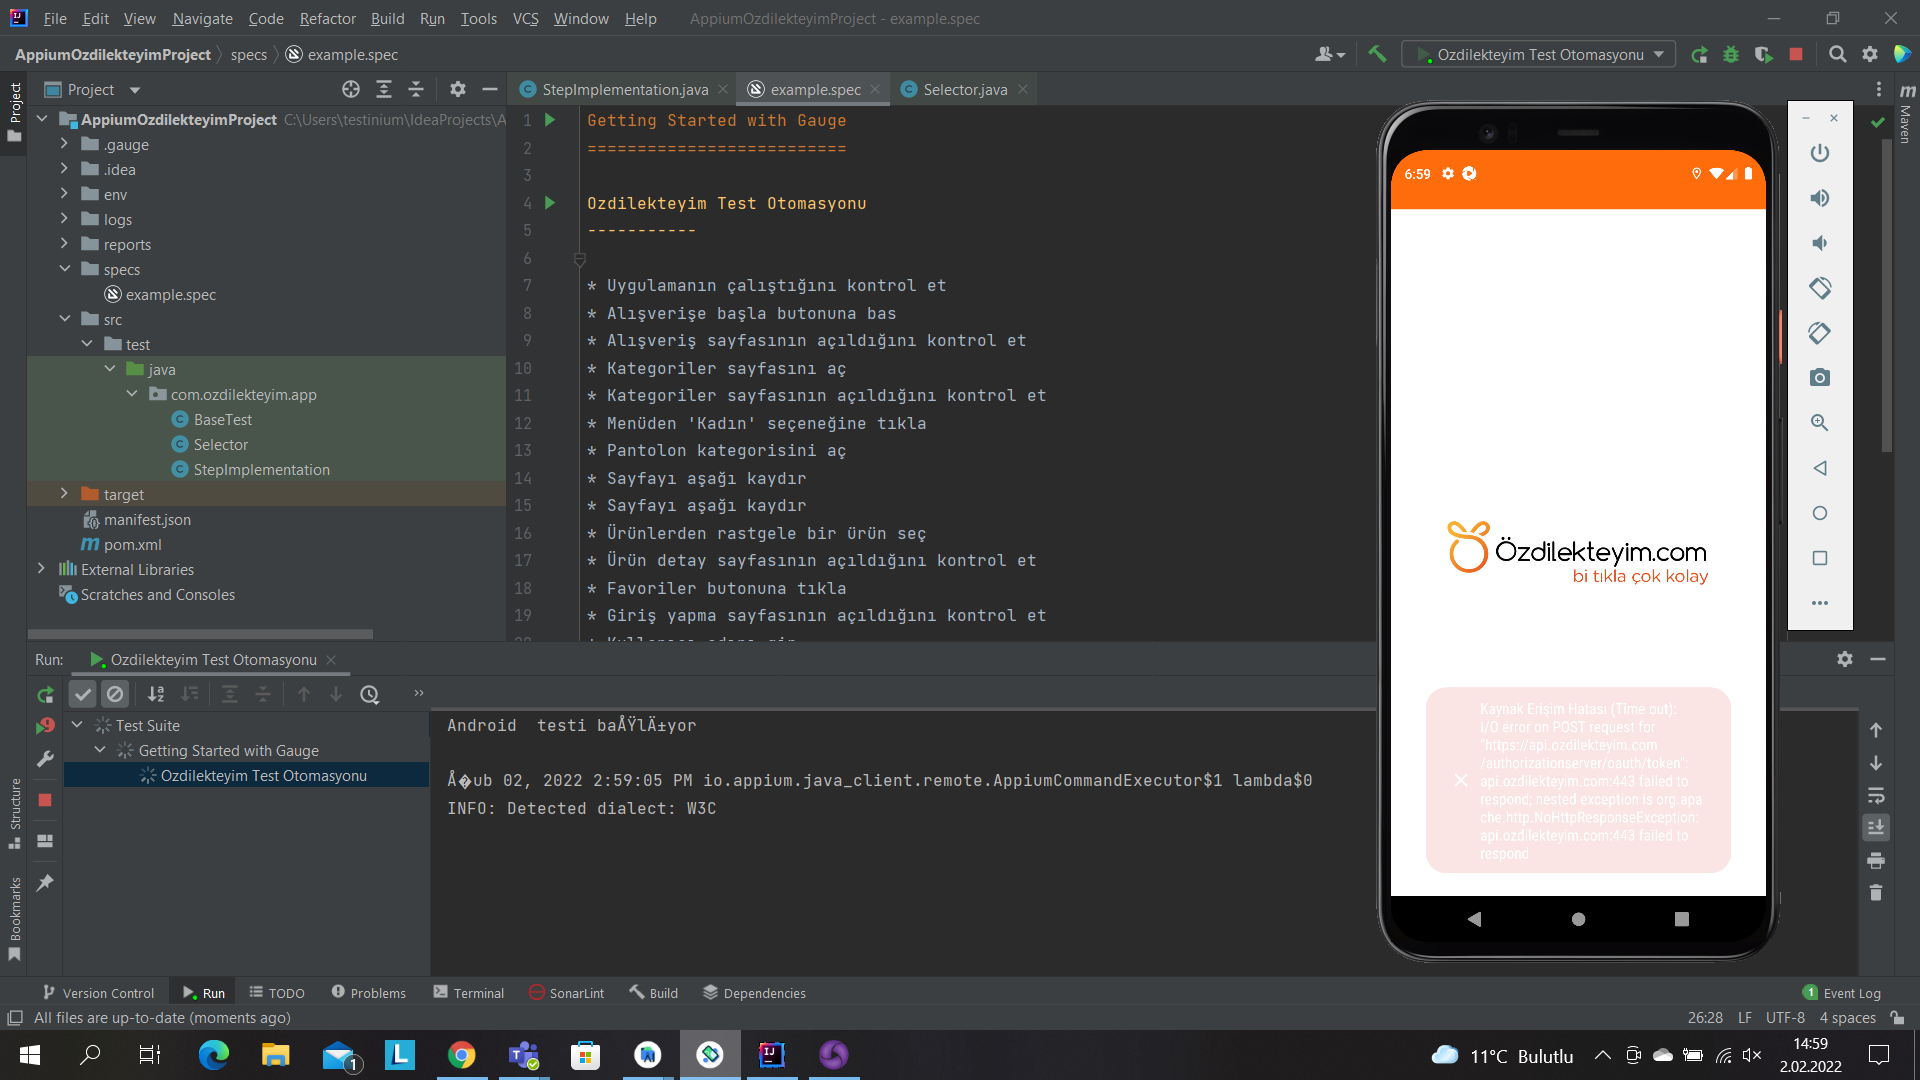 File Edit View Navigate Code Refactor Build Run Tools VCS Window Help AppiumOzdilekteyimProject - example.spec
AppiumOzdilekteyimProject specs example.spec
Ozdilekteyim Test Otomasyonu
Project
StepImplementation.java
example.spec
Selector.java
Project
Maven
AppiumOzdilekteyimProject C:\Users\testinium\IdeaProjects\A
.gauge
.idea
env
logs
reports
specs
example.spec
src
test
java
com.ozdilekteyim.app
BaseTest
Selector
StepImplementation
target
manifest.json
pom.xml
External Libraries
Scratches and Consoles
1 Getting Started with Gauge
2 ==========================
3
4 Ozdilekteyim Test Otomasyonu
5 -----------
6
7 * Uygulamanın çalıştığını kontrol et
8 * Alışverişe başla butonuna bas
9 * Alışveriş sayfasının açıldığını kontrol et
10 * Kategoriler sayfasını aç
11 * Kategoriler sayfasının açıldığını kontrol et
12 * Menüden 'Kadın' seçeneğine tıkla
13 * Pantolon kategorisini aç
14 * Sayfayı aşağı kaydır
15 * Sayfayı aşağı kaydır
16 * Ürünlerden rastgele bir ürün seç
17 * Ürün detay sayfasının açıldığını kontrol et
18 * Favoriler butonuna tıkla
19 * Giriş yapma sayfasının açıldığını kontrol et
6:59
Özdilekteyim.com
bi tıkla çok kolay
Kaynak Erişim Hatası (Time out):
I/O error on POST request for
"https://api.ozdilekteyim.com
/authorizationserver/oauth/token":
api.ozdilekteyim.com:443 failed to
respond; nested exception is org.apa
che.http.NoHttpResponseException:
api.ozdilekteyim.com:443 failed to
respond
Run: Ozdilekteyim Test Otomasyonu
Test Suite
Getting Started with Gauge
Ozdilekteyim Test Otomasyonu
Android  testi baÅŸlÄ±yor
Å�ub 02, 2022 2:59:05 PM io.appium.java_client.remote.AppiumCommandExecutor$1 lambda$0
INFO: Detected dialect: W3C
Structure
Bookmarks
Version Control Run TODO Problems Terminal SonarLint Build Dependencies 1 Event Log
All files are up-to-date (moments ago) 26:28 LF UTF-8 4 spaces
1
11°C Bulutlu
14:59
2.02.2022